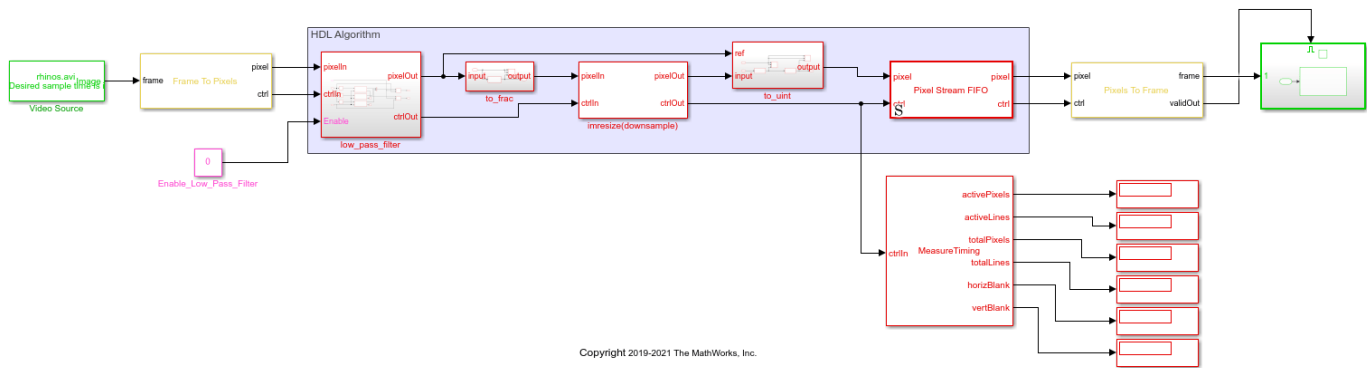 HDL Algorithm
rhinos.avi
Image
Desired sample time is i
Video Source
frame
Frame To Pixels
pixel
ctrl
pixelIn
ctrlIn
Enable
pixelOut
ctrlOut
low_pass_filter
0
Enable_Low_Pass_Filter
input
output
to_frac
pixelIn
ctrlIn
pixelOut
ctrlOut
imresize(downsample)
ref
input
output
to_uint
pixel
ctrl
S
Pixel Stream FIFO
pixel
ctrl
pixel
ctrl
Pixels To Frame
frame
validOut
1
ctrlIn
MeasureTiming
activePixels
activeLines
totalPixels
totalLines
horizBlank
vertBlank
Copyright 2019-2021 The MathWorks, Inc.